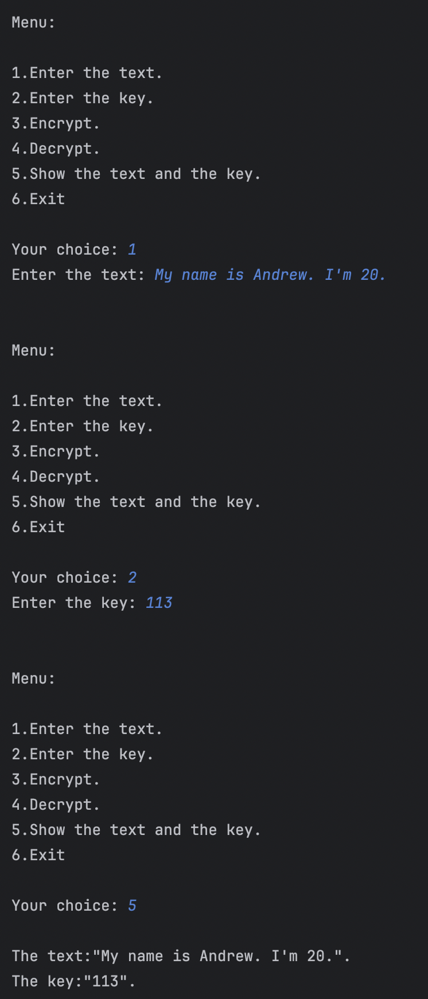 Menu:
1.Enter the text.
2.Enter the key.
3.Encrypt.
4.Decrypt.
5.Show the text and the key.
6.Exit
Your choice: 1
Enter the text: My name is Andrew. I'm 20.
Menu:
1.Enter the text.
2.Enter the key.
3.Encrypt.
4.Decrypt.
5.Show the text and the key.
6.Exit
Your choice: 2
Enter the key: 113
Menu:
1.Enter the text.
2.Enter the key.
3.Encrypt.
4.Decrypt.
5.Show the text and the key.
6.Exit
Your choice: 5
The text:"My name is Andrew. I'm 20.".
The key:"113".